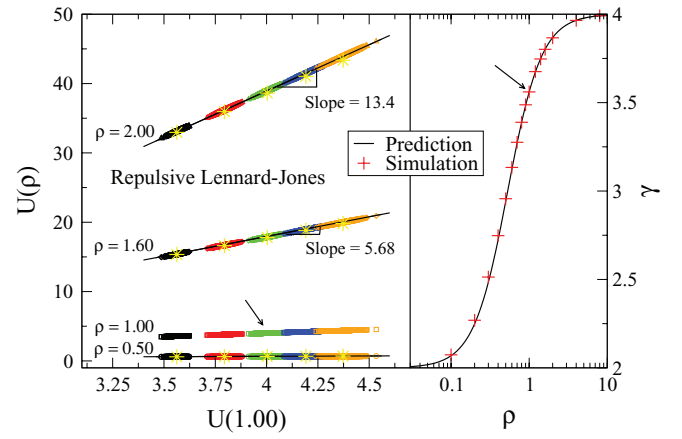 50
40
30
20
10
0
U(ρ)
3.25
3.5
3.75
4
4.25
4.5
U(1.00)
ρ = 2.00
Slope = 13.4
Repulsive Lennard-Jones
ρ = 1.60
Slope = 5.68
ρ = 1.00
ρ = 0.50
Prediction
Simulation
4
3.5
3
2.5
2
γ
0.1
1
10
ρ